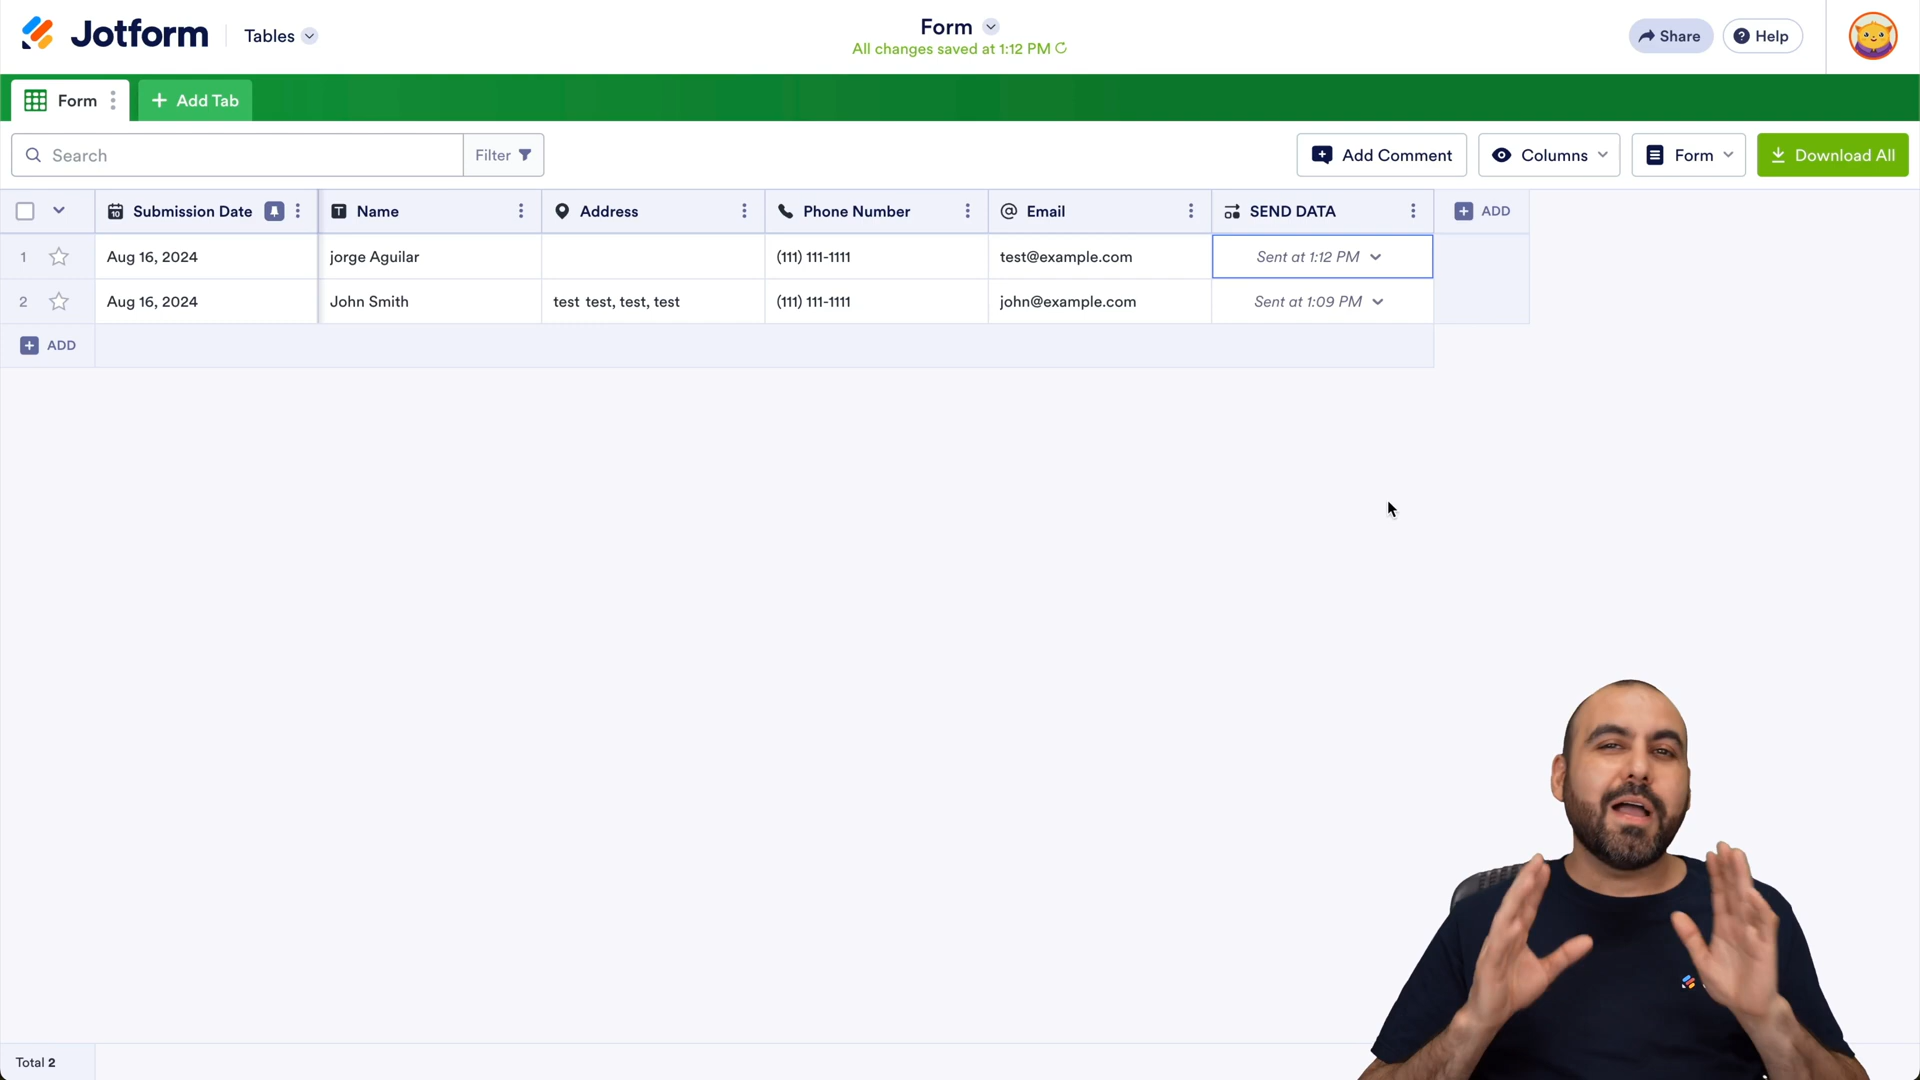 Jotform
Tables
Form
All changes saved at 1:12 PM
Share
Help
Form
+ Add Tab
Search
Filter
Add Comment
Columns
Form
Download All
10 Submission Date
T Name
Address
Phone Number
@ Email
SEND DATA
+ ADD
1 Aug 16, 2024 jorge Aguilar (111) 111-1111 test@example.com Sent at 1:12 PM
2 Aug 16, 2024 John Smith test test, test, test (111) 111-1111 john@example.com Sent at 1:09 PM
+ ADD
Total 2